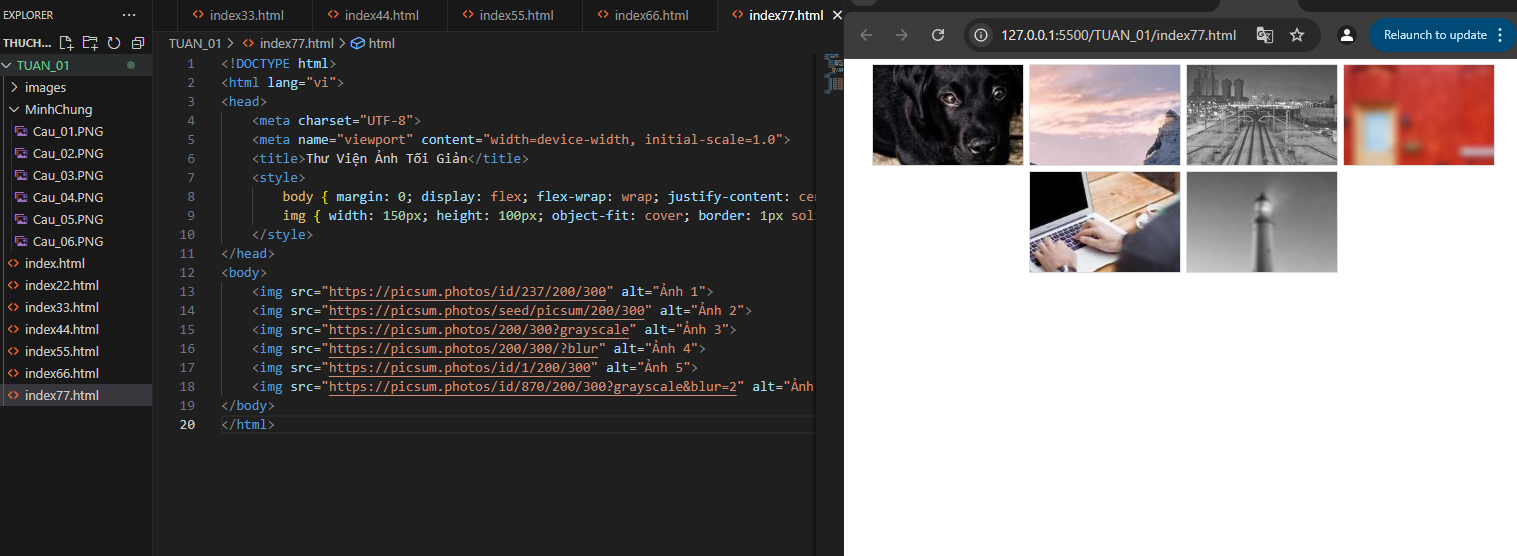 EXPLORER
THUCH...
TUAN_01
images
MinhChung
Cau_01.PNG
Cau_02.PNG
Cau_03.PNG
Cau_04.PNG
Cau_05.PNG
Cau_06.PNG
index.html
index22.html
index33.html
index44.html
index55.html
index66.html
index77.html
index33.html index44.html index55.html index66.html index77.html
TUAN_01 > index77.html > html
1 <!DOCTYPE html>
2 <html lang="vi">
3 <head>
4 <meta charset="UTF-8">
5 <meta name="viewport" content="width=device-width, initial-scale=1.0">
6 <title>Thư Viện Ảnh Tối Giản</title>
7 <style>
8 body { margin: 0; display: flex; flex-wrap: wrap; justify-content: cen
9 img { width: 150px; height: 100px; object-fit: cover; border: 1px soli
10 </style>
11 </head>
12 <body>
13 <img src="https://picsum.photos/id/237/200/300" alt="Ảnh 1">
14 <img src="https://picsum.photos/seed/picsum/200/300" alt="Ảnh 2">
15 <img src="https://picsum.photos/200/300?grayscale" alt="Ảnh 3">
16 <img src="https://picsum.photos/200/300/?blur" alt="Ảnh 4">
17 <img src="https://picsum.photos/id/1/200/300" alt="Ảnh 5">
18 <img src="https://picsum.photos/id/870/200/300?grayscale&blur=2" alt="Ảnh
19 </body>
20 </html>
127.0.0.1:5500/TUAN_01/index77.html
Relaunch to update